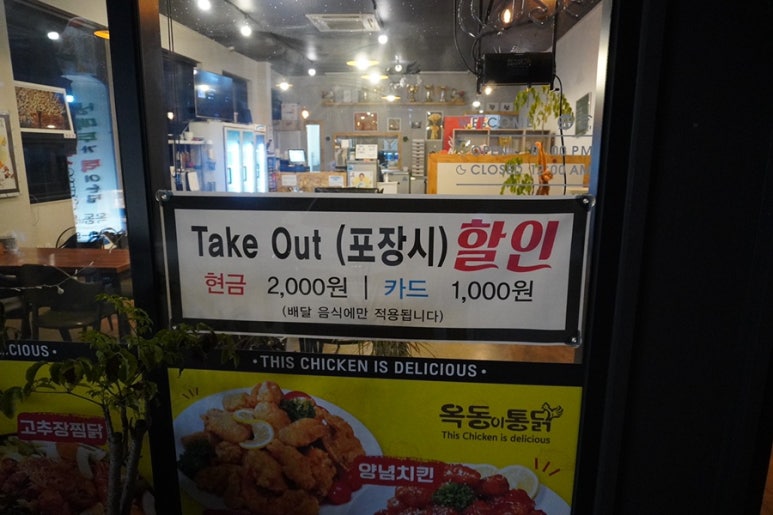 CLOSED
Take Out (포장시) 할인
현금 2,000원 | 카드 1,000원
(배달 음식에만 적용됩니다)
·THIS CHICKEN IS DELICIOUS·
옥동이통닭
This Chicken is delicious
양념치킨
DELICIOUS·
고추장찜닭